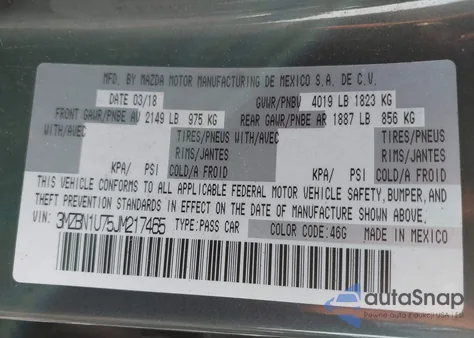 MFD. BY MAZDA MOTOR MANUFACTURING DE MEXICO S.A. DE C.V.
DATE 03/18 GVWR/PNBV 4019 LB 1823 KG
FRONT GAWR/PNBE AV 2149 LB 975 KG REAR GAWR/PNBE AR 1887 LB 856 KG
WITH/AVEC TIRES/PNEUS WITH/AVEC TIRES/PNEUS
RIMS/JANTES RIMS/JANTES
KPA/ PSI COLD/A FROID KPA/ PSI COLD/A FROID
THIS VEHICLE CONFORMS TO ALL APPLICABLE FEDERAL MOTOR VEHICLE SAFETY, BUMPER, AND
THEFT PREVENTION STANDARDS IN EFFECT ON THE DATE OF MANUFACTURE SHOWN ABOVE.
VIN: 3MZBN1U75JM217465 TYPE:PASS CAR COLOR CODE: 46G MADE IN MEXICO
autoSnap